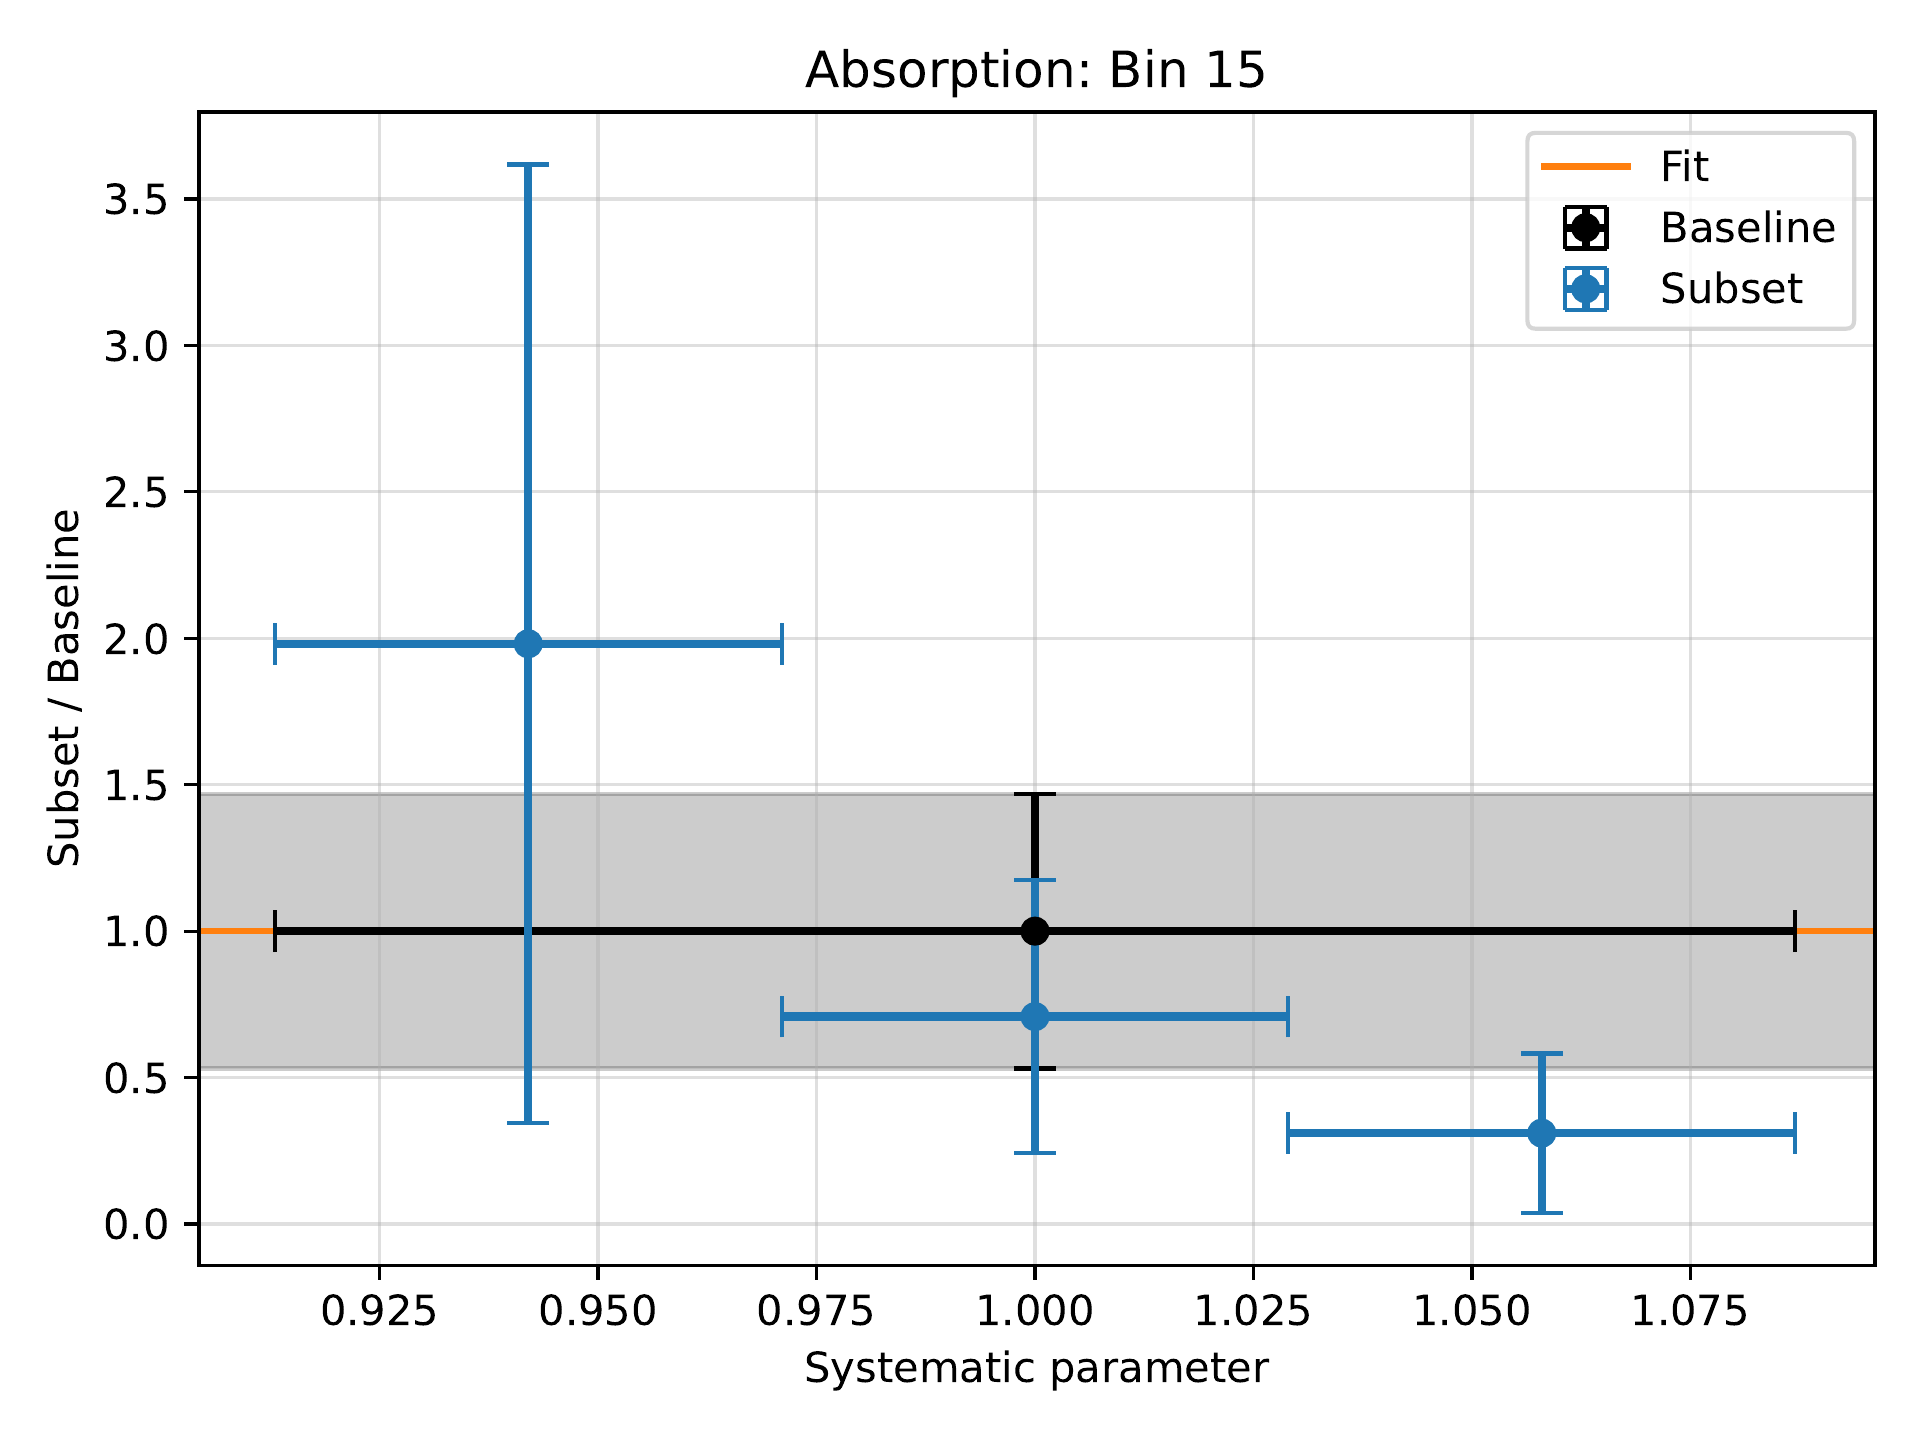 Absorption: Bin 15
Fit
Baseline
Subset
Subset / Baseline
3.5
3.0
2.5
2.0
1.5
1.0
0.5
0.0
0.925 0.950 0.975 1.000 1.025 1.050 1.075
Systematic parameter